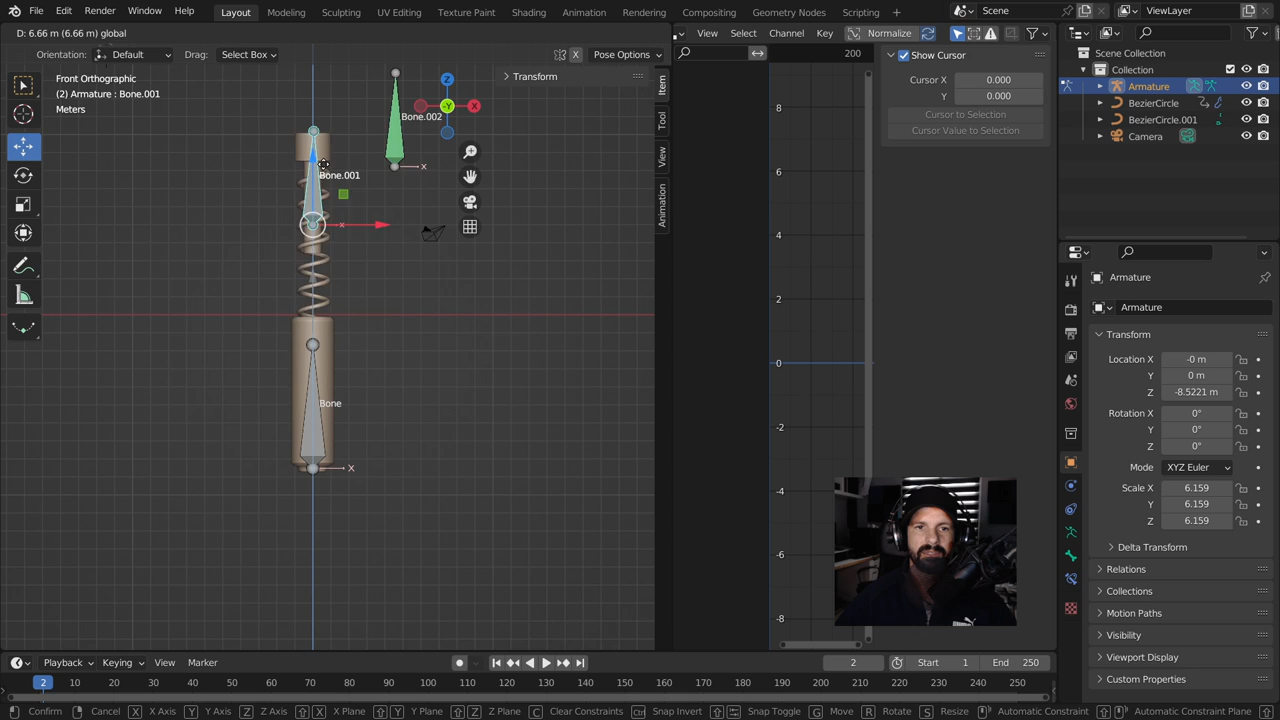 File Edit Render Window Help Layout Modeling Sculpting UV Editing Texture Paint Shading Animation Rendering Compositing Geometry Nodes Scripting Scene ViewLayer
D: 6.66 m (6.66 m) global
View Select Channel Key Normalize
Orientation: Default Drag: Select Box X Pose Options
200
Show Cursor
Scene Collection
Collection
Armature
BezierCircle
BezierCircle.001
Camera
Front Orthographic
(2) Armature : Bone.001
Meters
Transform
Item
Tool
View
Animation
Z
X
-Y
Bone.002
x
Bone.001
x
Bone
X
Cursor X 0.000
Y 0.000
Cursor to Selection
Cursor Value to Selection
8
6
4
2
0
-2
-4
-6
-8
Armature
Armature
Transform
Location X -0 m
Y 0 m
Z -8.5221 m
Rotation X 0°
Y 0°
Z 0°
Mode XYZ Euler
Scale X 6.159
Y 6.159
Z 6.159
Delta Transform
Relations
Collections
Motion Paths
Visibility
Viewport Display
Custom Properties
Playback Keying View Marker 2 Start 1 End 250
2 10 20 30 40 50 60 70 80 90 100 110 120 130 140 150 160 170 180 190 200 210 220 230 240 250
Confirm Cancel X X Axis Y Y Axis Z Z Axis X X Plane Y Y Plane Z Z Plane C Clear Constraints Snap Invert Snap Toggle G Move R Rotate S Resize Automatic Constraint Automatic Constraint Plane